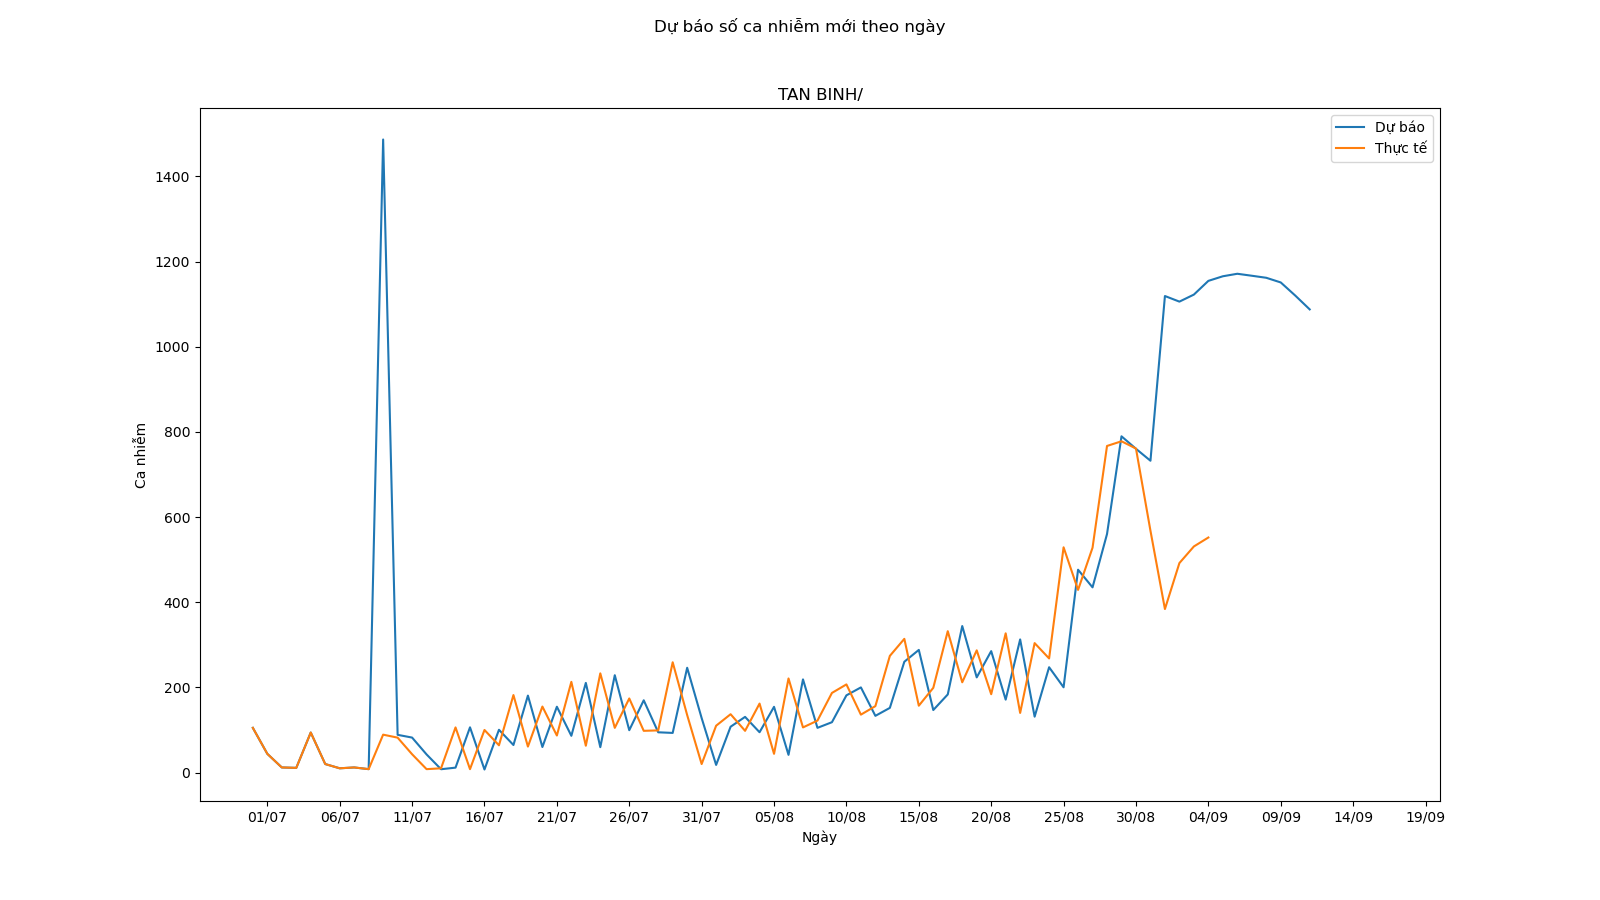 Dự báo số ca nhiễm mới theo ngày
TAN BINH/
Dự báo
Thực tế
1400
1200
1000
800
600
400
200
0
Ca nhiễm
01/07 06/07 11/07 16/07 21/07 26/07 31/07 05/08 10/08 15/08 20/08 25/08 30/08 04/09 09/09 14/09 19/09
Ngày